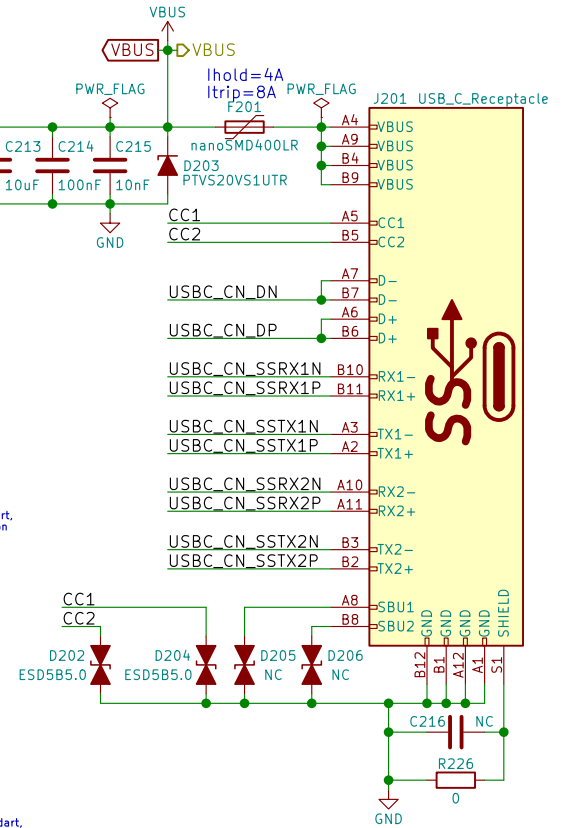 VBUS
VBUS
VBUS
PWR_FLAG
Ihold=4A
Itrip=8A
F201
nanoSMD400LR
PWR_FLAG
J201
USB_C_Receptacle
C213
10uF
C214
100nF
C215
10nF
D203
PTVS20VS1UTR
GND
A4
VBUS
A9
VBUS
B4
VBUS
B9
VBUS
CC1
A5
CC1
CC2
B5
CC2
A7
D-
USBC_CN_DN
B7
D-
A6
D+
USBC_CN_DP
B6
D+
USBC_CN_SSRX1N
B10
RX1-
USBC_CN_SSRX1P
B11
RX1+
USBC_CN_SSTX1N
A3
TX1-
USBC_CN_SSTX1P
A2
TX1+
USBC_CN_SSRX2N
A10
RX2-
USBC_CN_SSRX2P
A11
RX2+
USBC_CN_SSTX2N
B3
TX2-
USBC_CN_SSTX2P
B2
TX2+
SS
rt,
n
CC1
CC2
A8
SBU1
B8
SBU2
GND
GND
GND
GND
SHIELD
B12
B1
A12
A1
S1
D202
ESD5B5.0
D204
ESD5B5.0
D205
NC
D206
NC
C216
NC
R226
0
GND
dart,